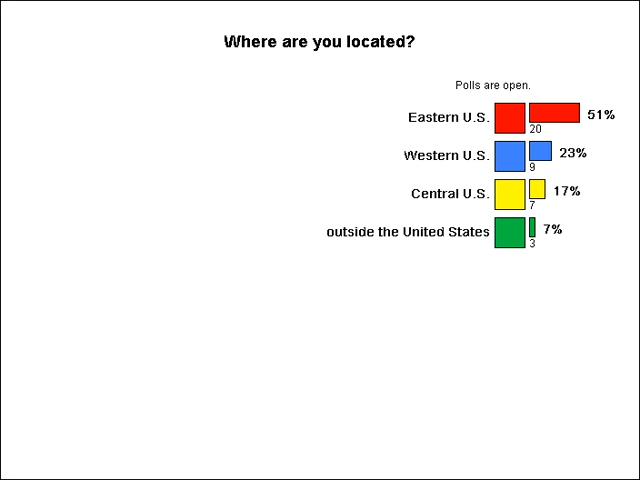 Where are you located?
Polls are open.
Eastern U.S. 51%
20
Western U.S. 23%
9
Central U.S. 17%
7
outside the United States 7%
3